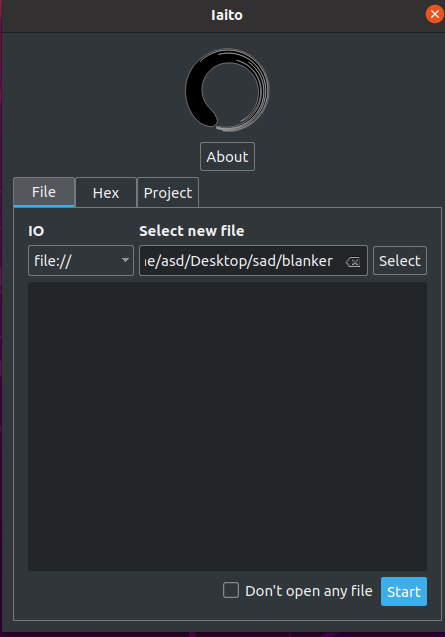 Iaito
About
File Hex Project
IO Select new file
file:// ne/asd/Desktop/sad/blanker Select
Don't open any file Start